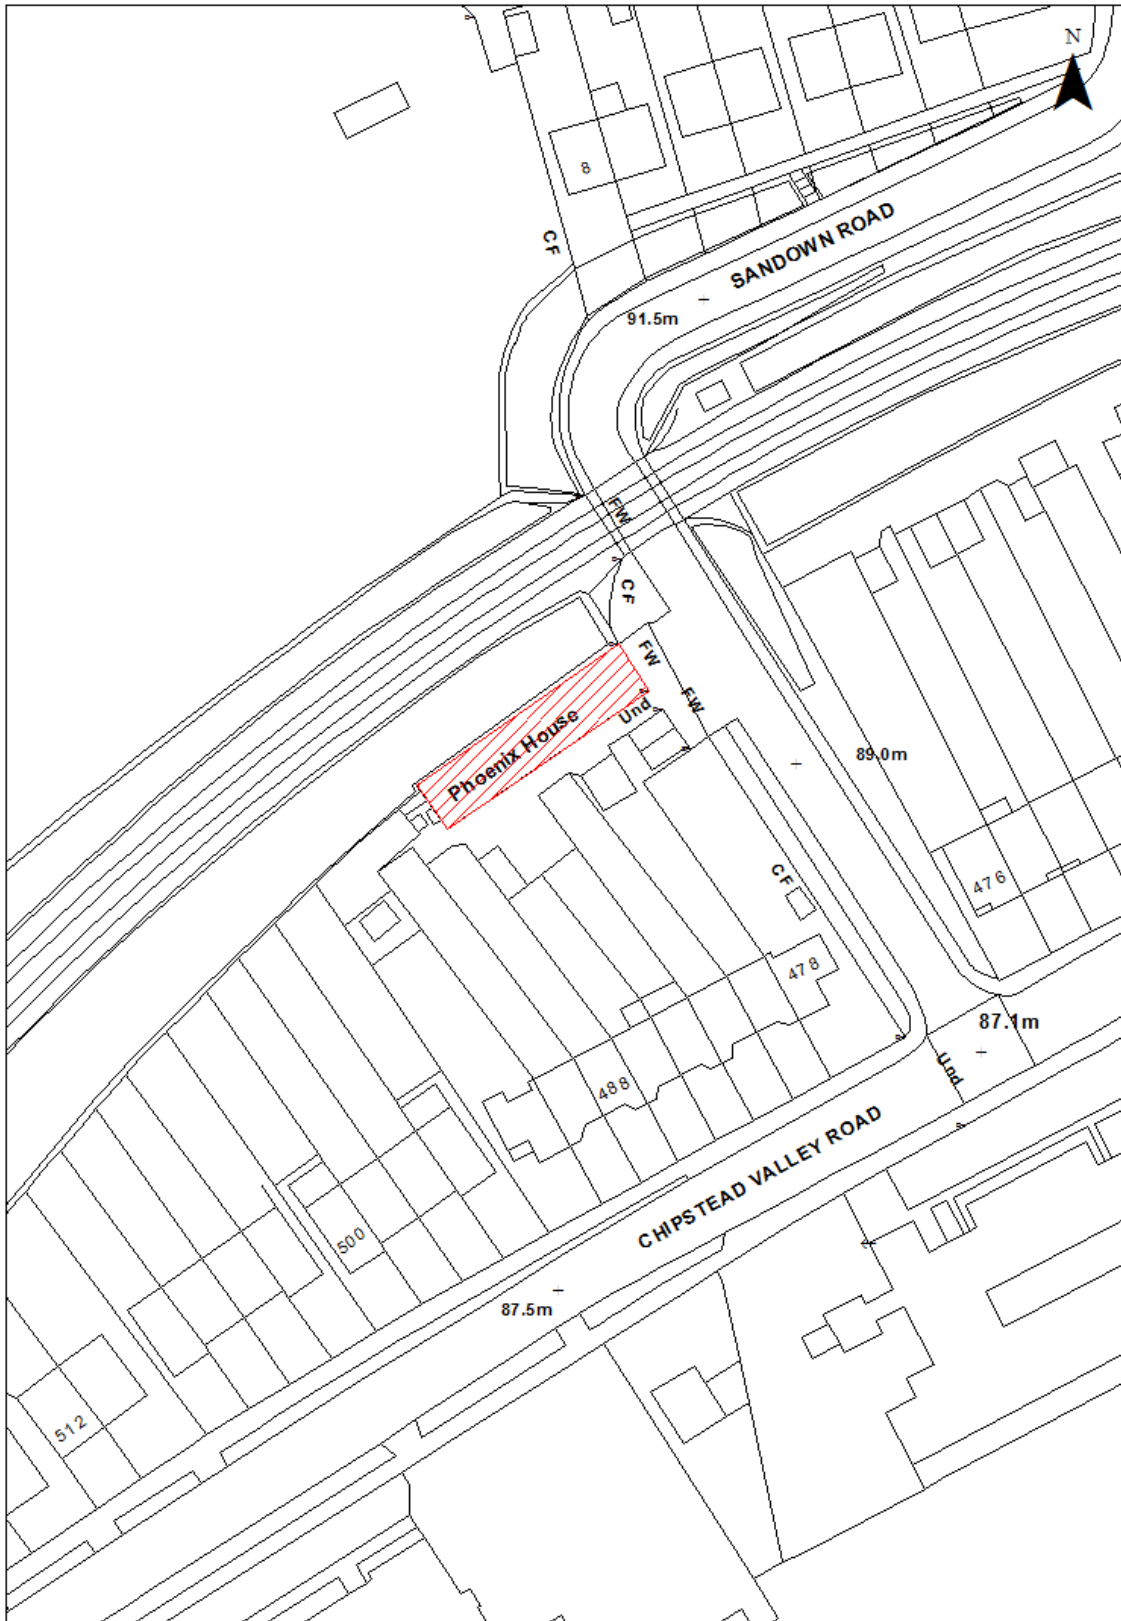 N
8
CF
SANDOWN ROAD
91.5m
FW
CF
FW
FW
Und
Phoenix House
89.0m
CF
476
478
87.1m
488
Und
CHIPSTEAD VALLEY ROAD
500
87.5m
512